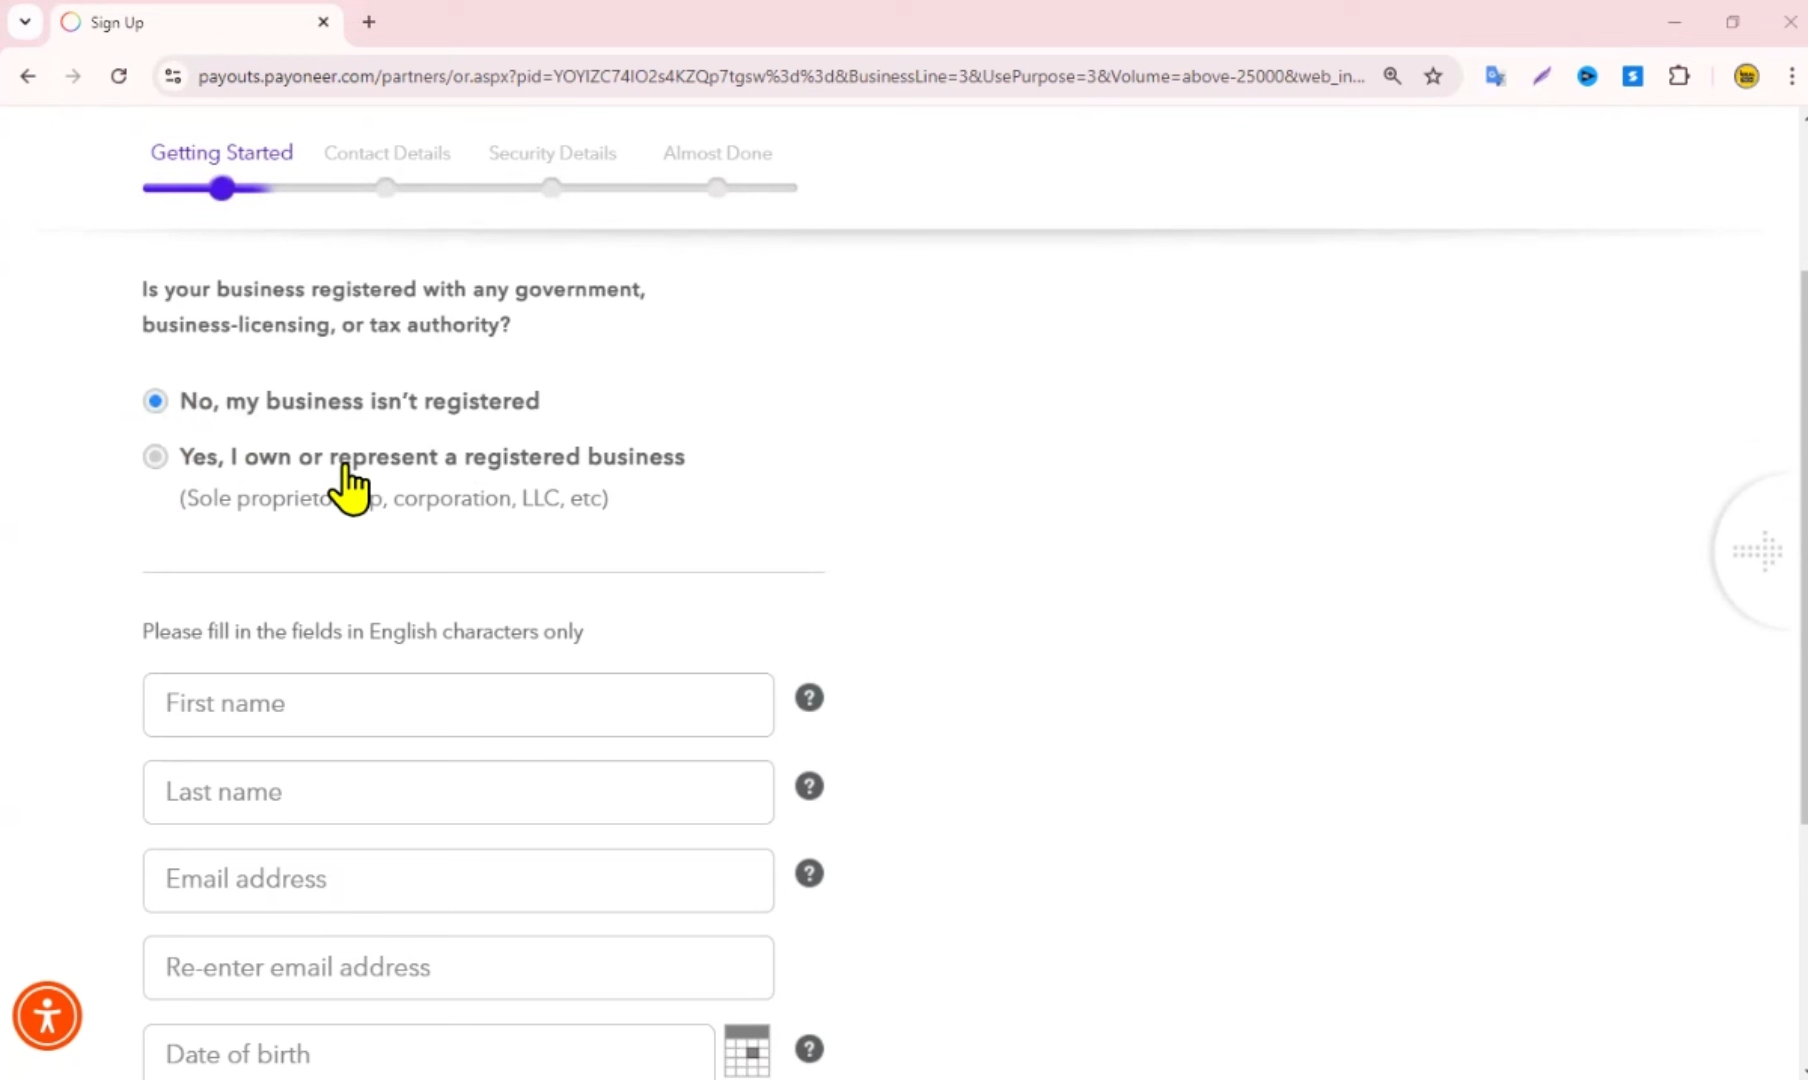 Sign Up
payouts.payoneer.com/partners/or.aspx?pid=YOYIZC74IO2s4KZQp7tgsw%3d%3d&BusinessLine=3&UsePurpose=3&Volume=above-25000&web_in...
Getting Started Contact Details Security Details Almost Done
Is your business registered with any government,
business-licensing, or tax authority?
No, my business isn't registered
Yes, I own or represent a registered business
(Sole proprieto p, corporation, LLC, etc)
Please fill in the fields in English characters only
First name
?
Last name
?
Email address
?
Re-enter email address
Date of birth
?